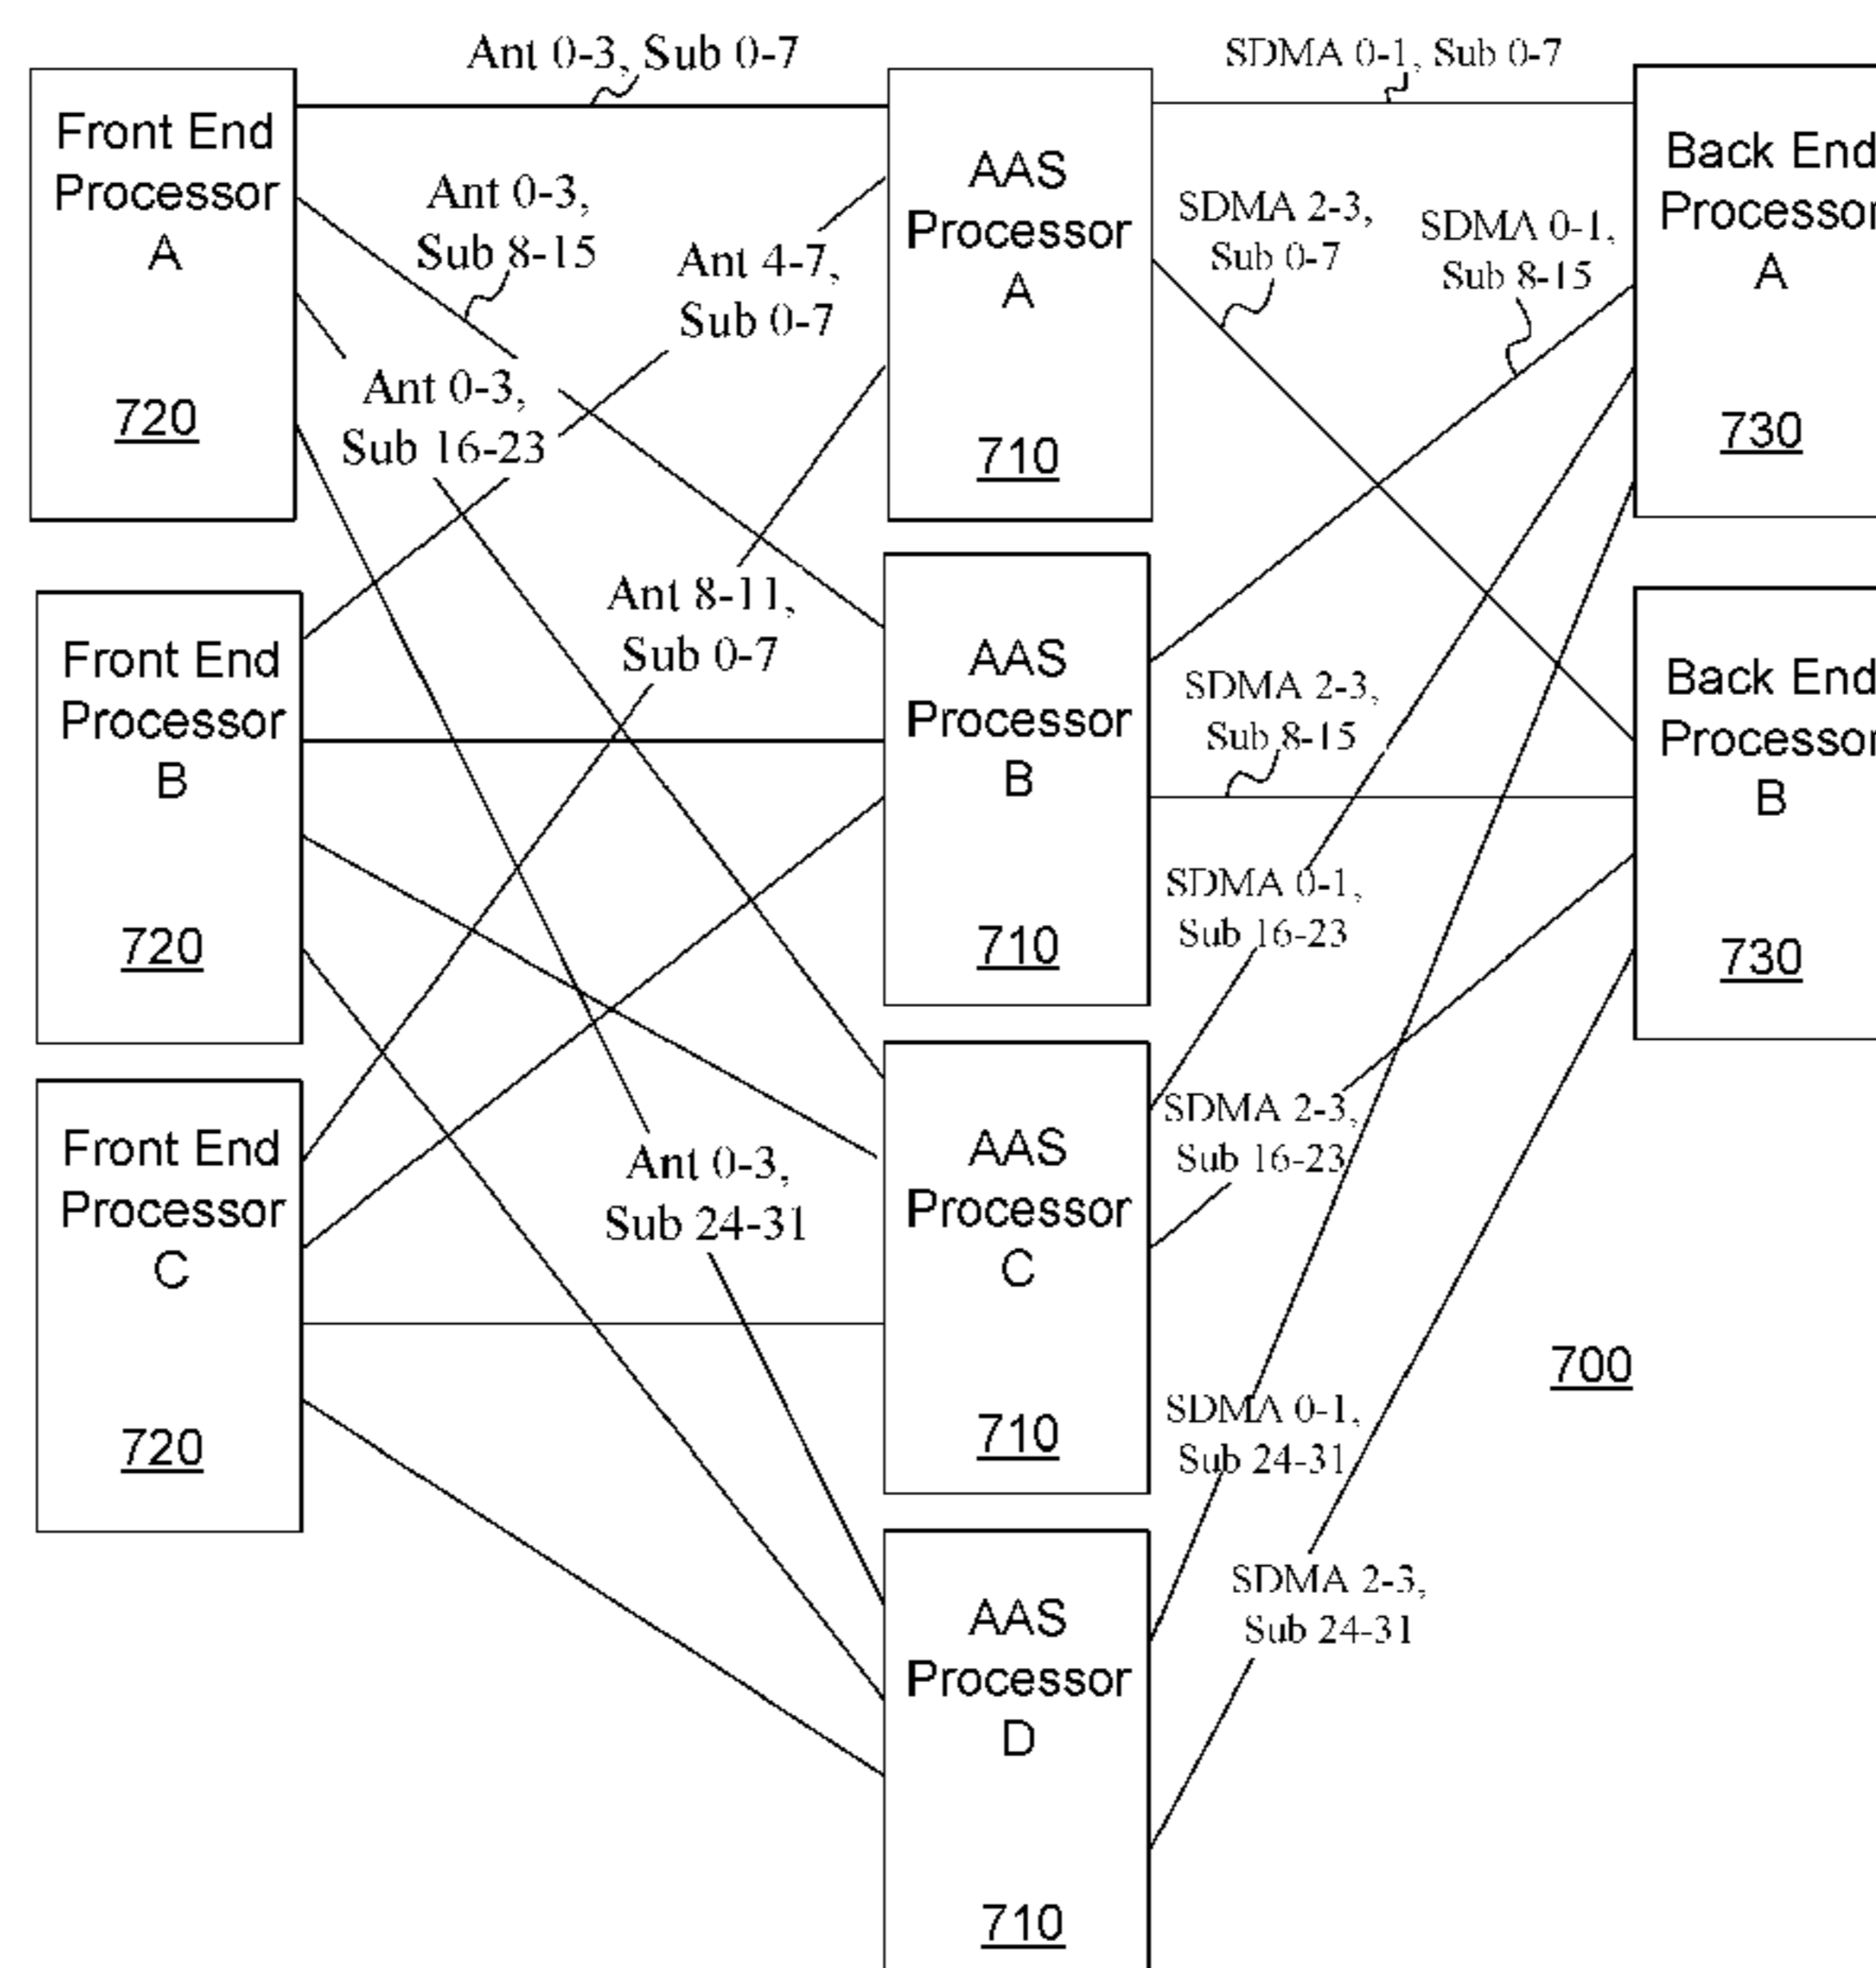 Ant 0-3, Sub 0-7
SDMA 0-1, Sub 0-7
Front End
Processor
A
720
Ant 0-3,
Sub 8-15
Ant 4-7,
Sub 0-7
Ant 0-3,
Sub 16-23
AAS
Processor
A
710
SDMA 2-3,
Sub 0-7
SDMA 0-1,
Sub 8-15
Back End
Processor
A
730
Front End
Processor
B
720
Ant 8-11,
Sub 0-7
AAS
Processor
B
710
SDMA 2-3,
Sub 8-15
SDMA 0-1,
Sub 16-23
Back End
Processor
B
730
Front End
Processor
C
720
Ant 0-3,
Sub 24-31
AAS
Processor
C
710
SDMA 2-3,
Sub 16-23
700
SDMA 0-1,
Sub 24-31
AAS
Processor
D
710
SDMA 2-3,
Sub 24-31